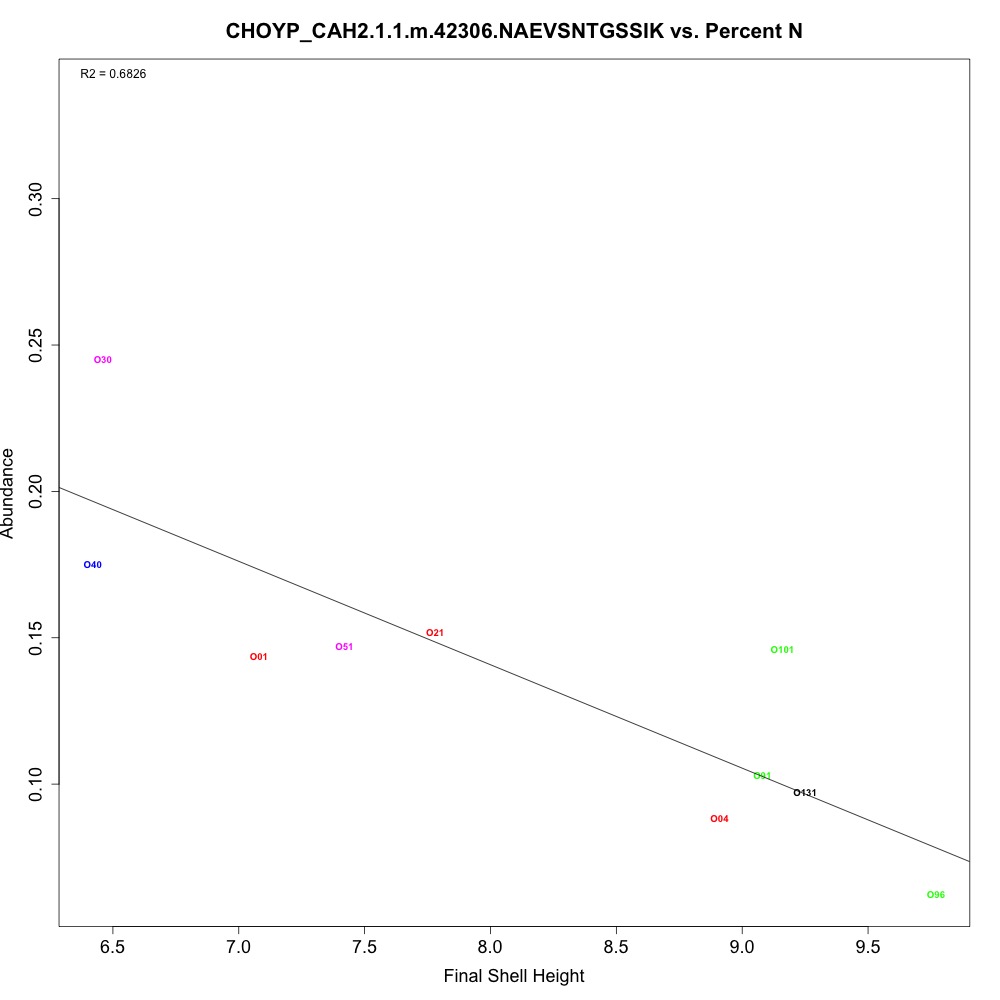 CHOYP_CAH2.1.1.m.42306.NAEVSNTGSSIK vs. Percent N
R2 = 0.6826
0.30
0.25
O30
Abundance
0.20
O40
0.15
O21
O51
O01
O101
0.10
O91
O131
O04
O96
6.5 7.0 7.5 8.0 8.5 9.0 9.5
Final Shell Height